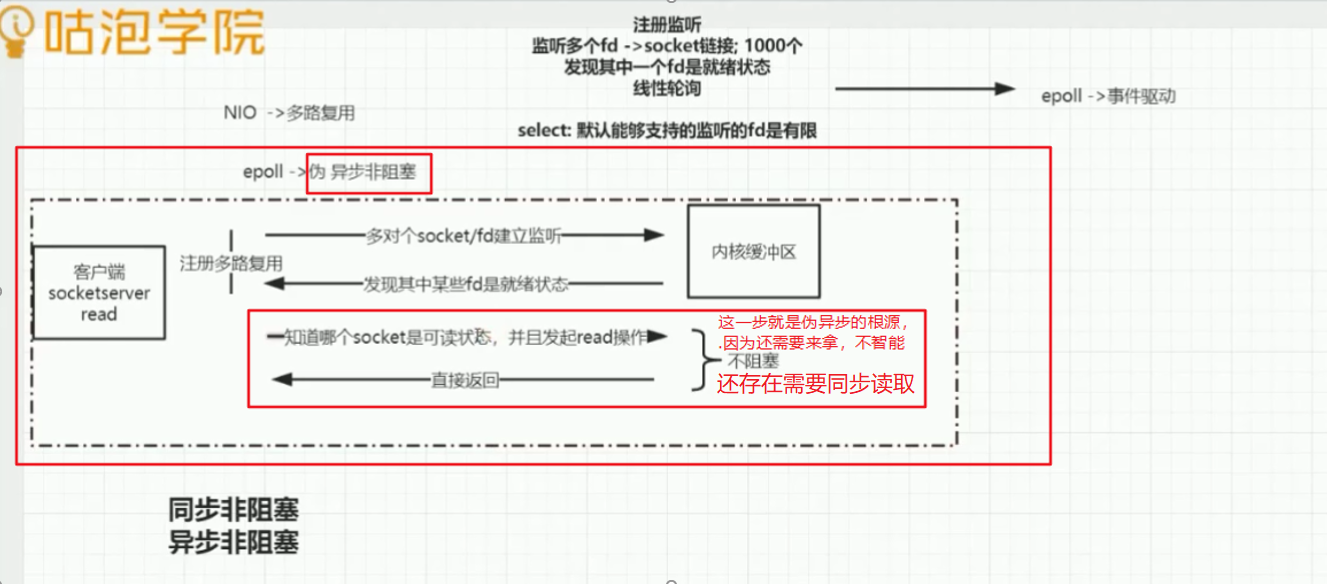 咕泡学院
注册监听
监听多个fd ->socket链接; 1000个
发现其中一个fd是就绪状态
线性轮询
epoll ->事件驱动
NIO ->多路复用
select: 默认能够支持的监听的fd是有限
epoll ->伪 异步非阻塞
多对个socket/fd建立监听
内核缓冲区
客户端
socketserver
read
注册多路复用
发现其中某些fd是就绪状态
知道哪个socket是可读状态，并且发起read操作
这一步就是伪异步的根源，
.因为还需要来拿，不智能
不阻塞
直接返回
还存在需要同步读取
同步非阻塞
异步非阻塞